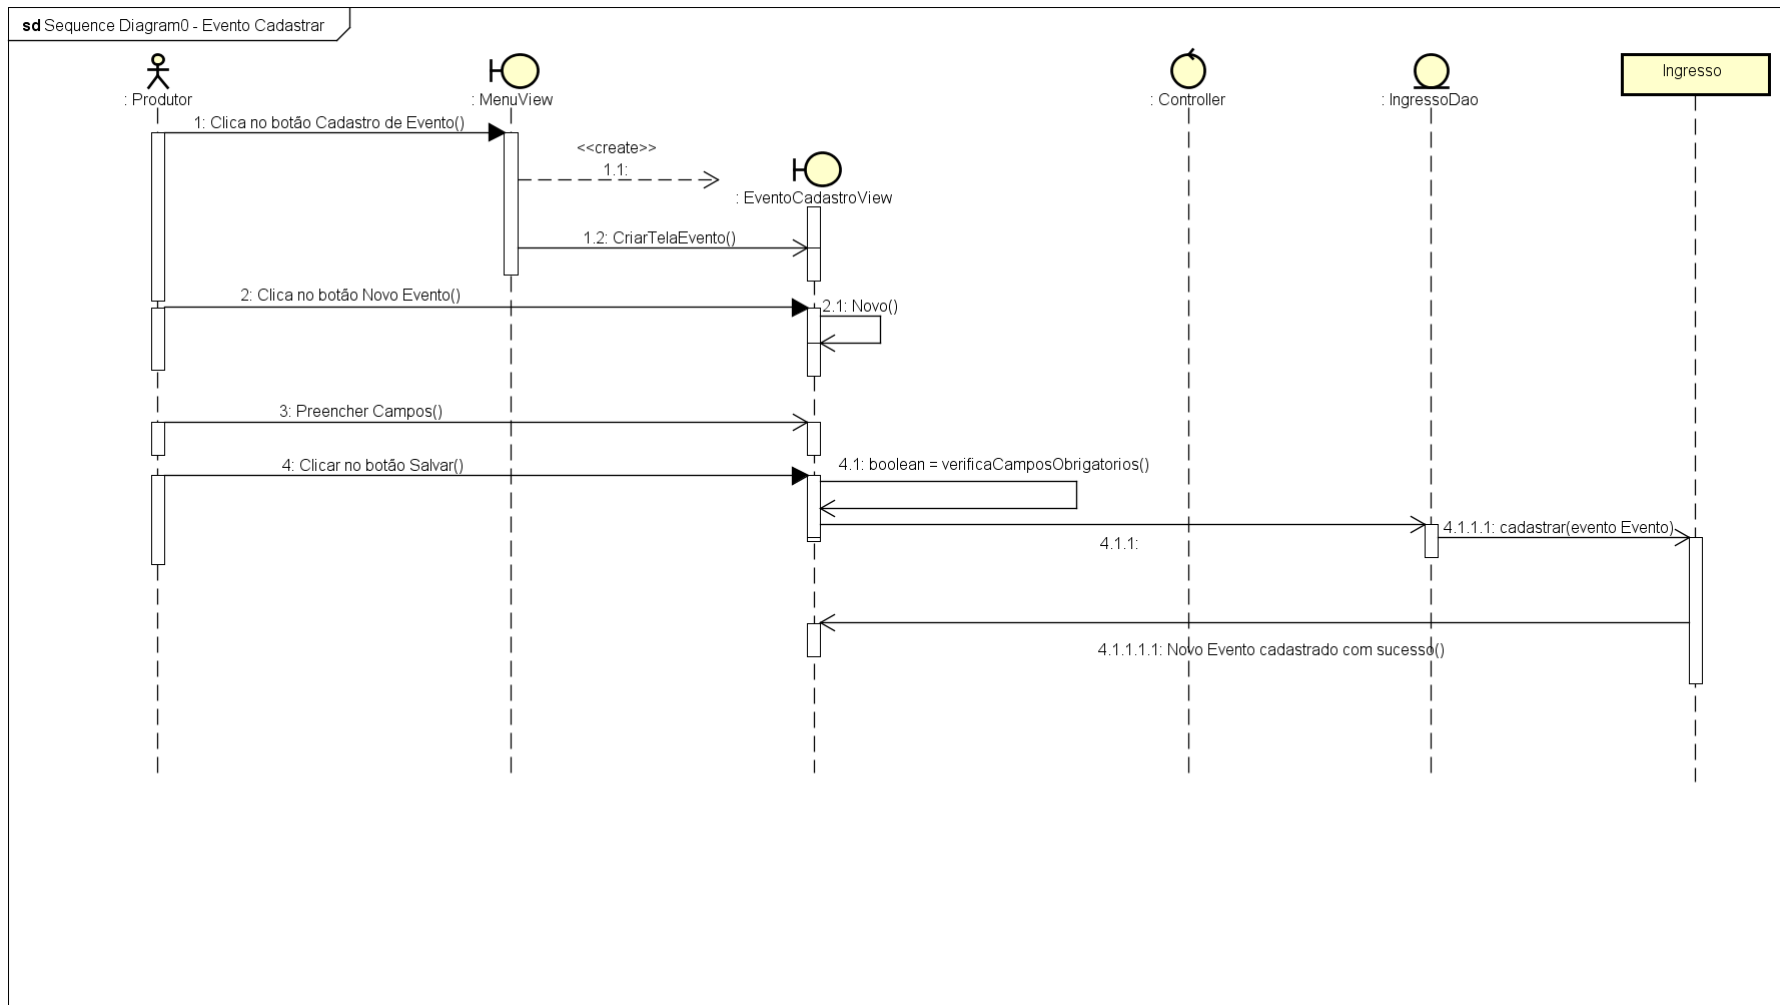 sd Sequence Diagram0 - Evento Cadastrar
: Produtor
: MenuView
: Controller
: IngressoDao
Ingresso
1: Clica no botão Cadastro de Evento()
<<create>>
1.1:
: EventoCadastroView
1.2: CriarTelaEvento()
2: Clica no botão Novo Evento()
2.1: Novo()
3: Preencher Campos()
4: Clicar no botão Salvar()
4.1: boolean = verificaCamposObrigatorios()
4.1.1:
4.1.1.1: cadastrar(evento Evento)
4.1.1.1.1: Novo Evento cadastrado com sucesso()